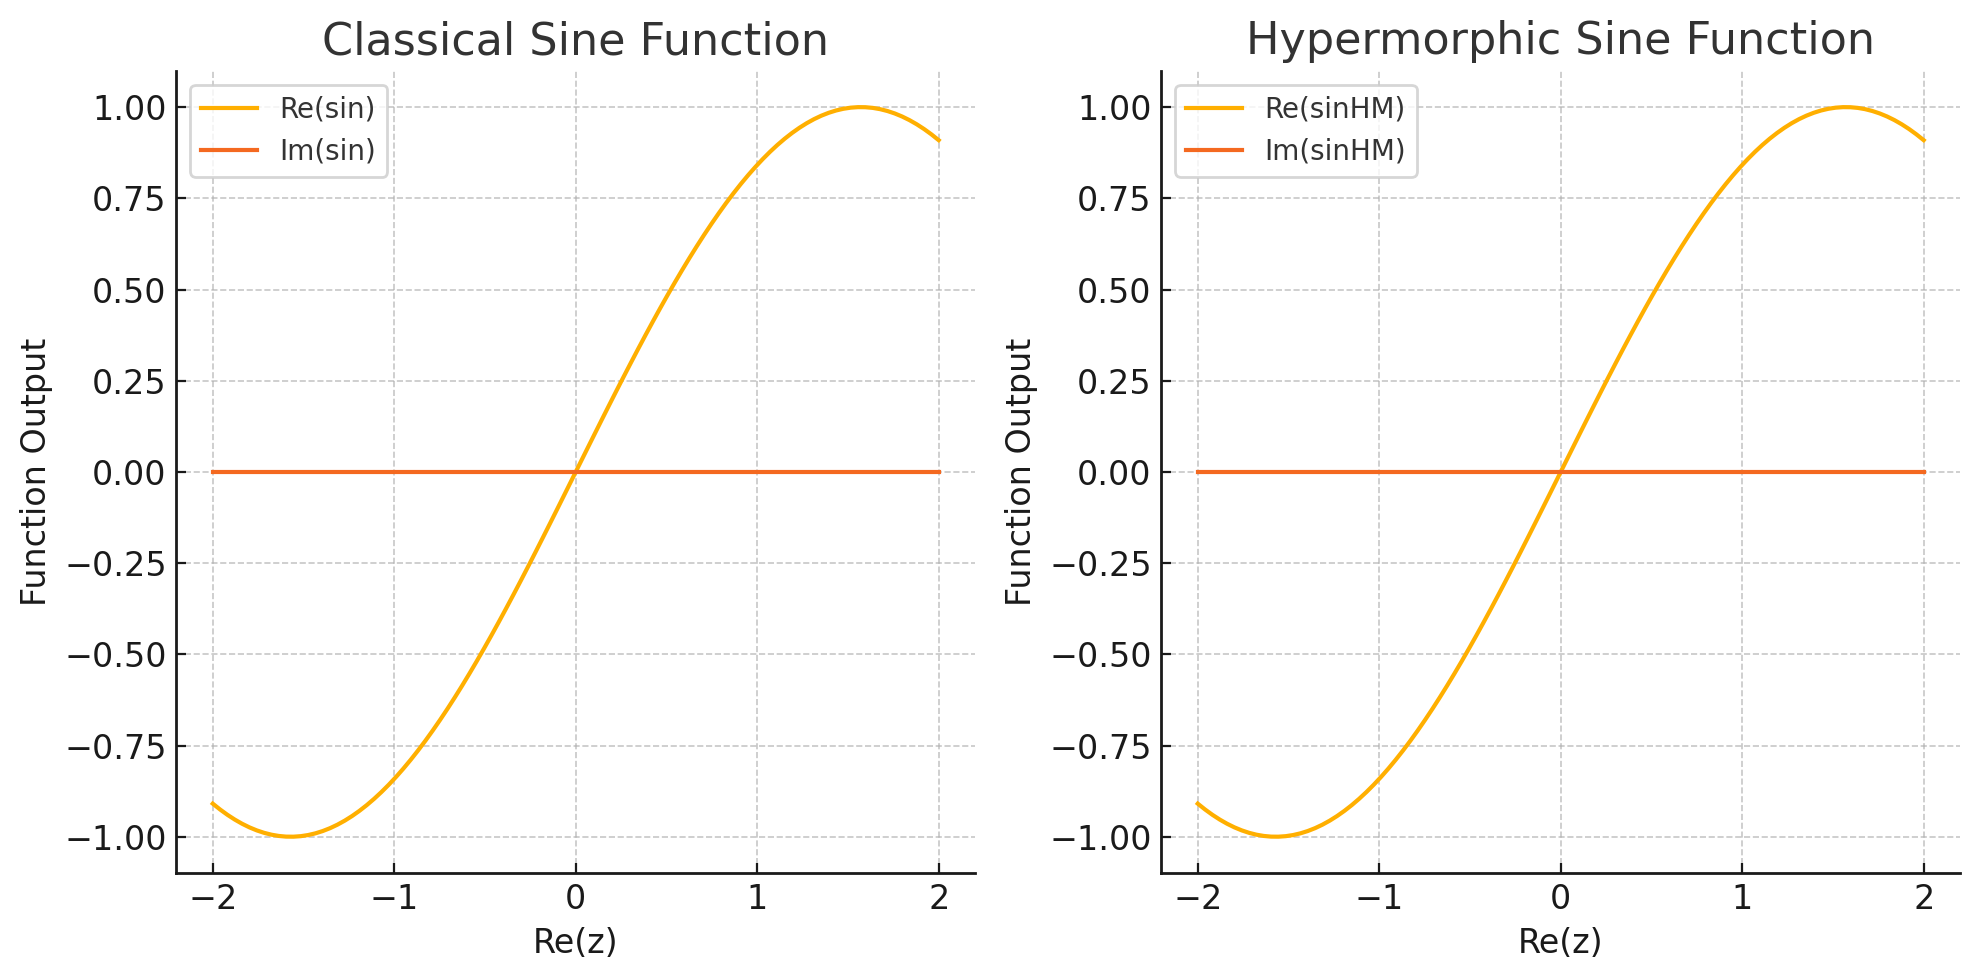 Classical Sine Function
Re(sin)
Im(sin)
1.00
0.75
0.50
0.25
0.00
−0.25
−0.50
−0.75
−1.00
Function Output
−2
−1
0
1
2
Re(z)
Hypermorphic Sine Function
Re(sinHM)
Im(sinHM)
1.00
0.75
0.50
0.25
0.00
−0.25
−0.50
−0.75
−1.00
Function Output
−2
−1
0
1
2
Re(z)